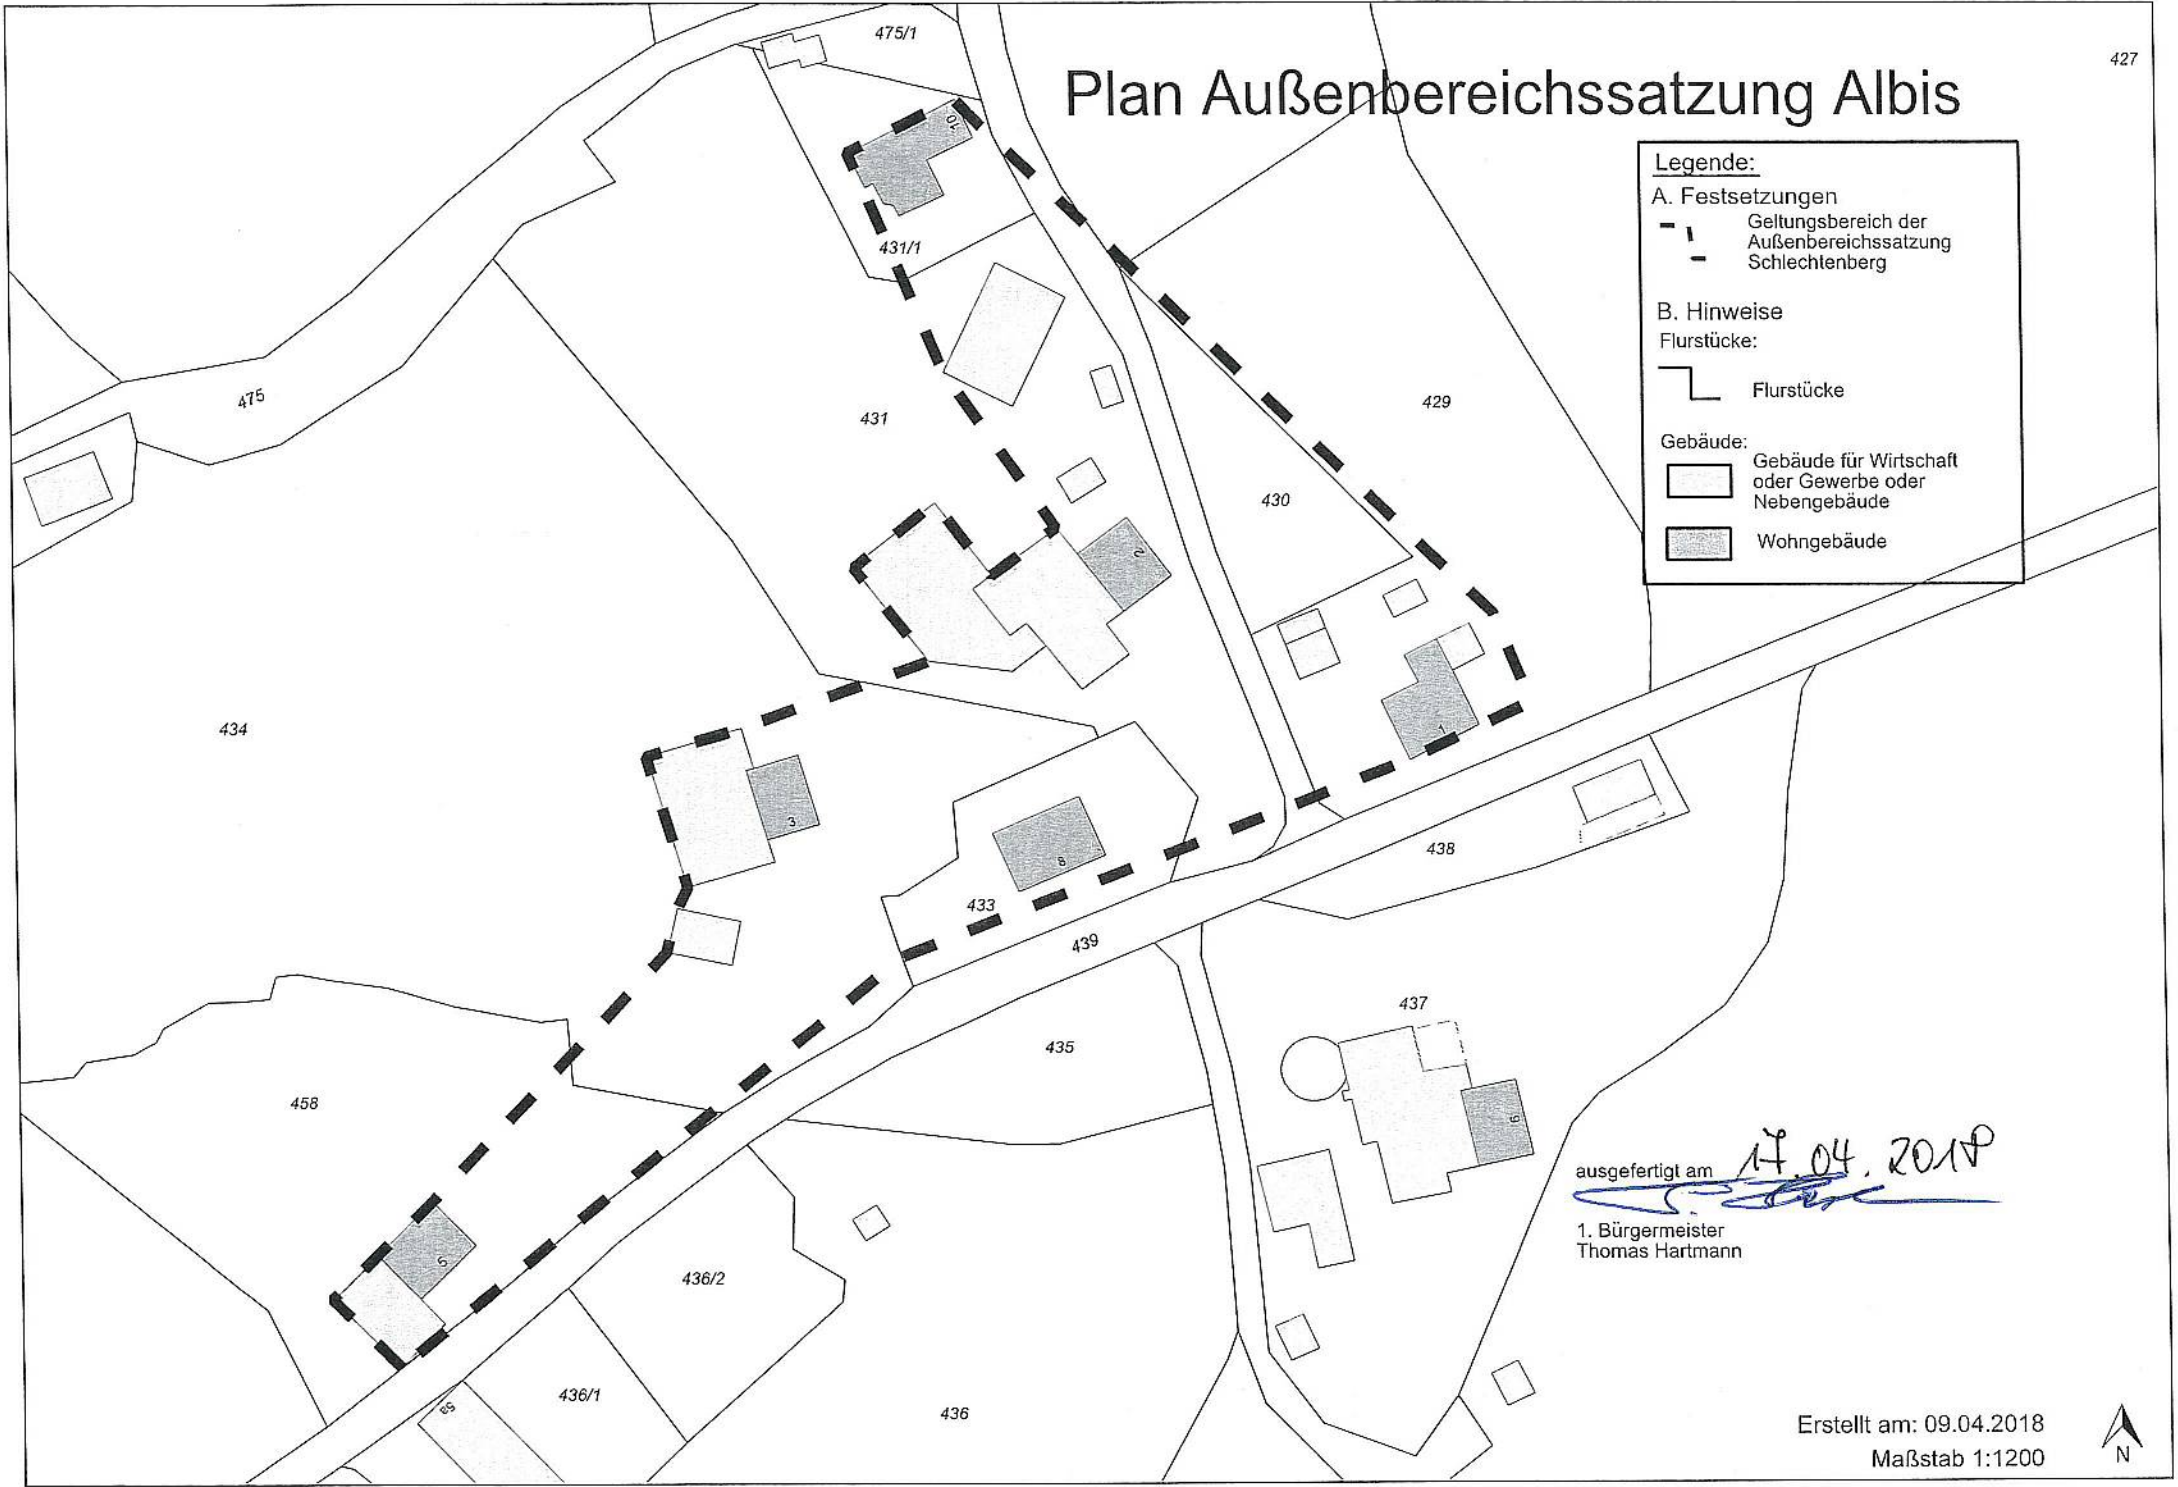 475/1
427
Plan Außenbereichssatzung Albis
10
Legende:
A. Festsetzungen
Geltungsbereich der
Außenbereichssatzung
Schlechtenberg
B. Hinweise
Flurstücke:
Flurstücke
Gebäude:
Gebäude für Wirtschaft
oder Gewerbe oder
Nebengebäude
Wohngebäude
431/1
475
431
429
430
2
434
1
3
8
438
433
439
437
435
458
6
ausgefertigt am 17.04.2018
1. Bürgermeister
Thomas Hartmann
5
436/2
436/1
5a
436
Erstellt am: 09.04.2018
Maßstab 1:1200
N